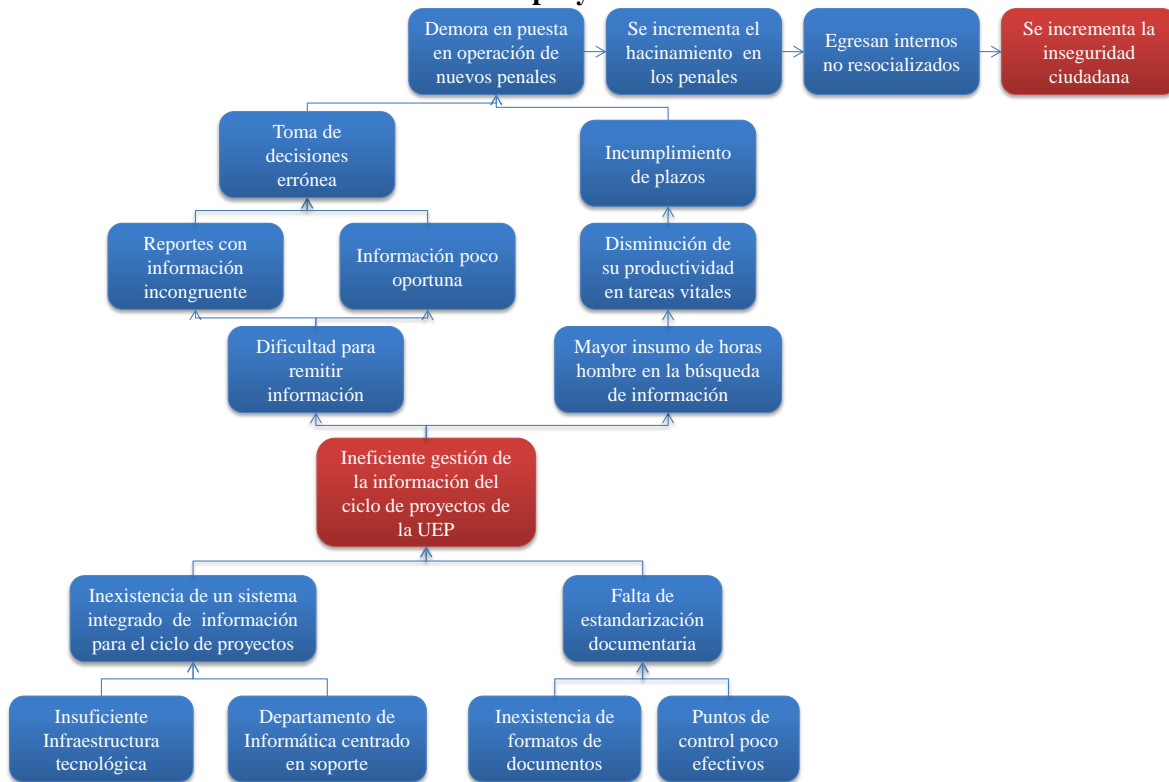 Demora en puesta
en operación de
nuevos penales
Se incrementa el
hacinamiento en
los penales
Egresan internos
no resocializados
Se incrementa la
inseguridad
ciudadana
Toma de
decisiones
errónea
Incumplimiento
de plazos
Reportes con
información
incongruente
Información poco
oportuna
Disminución de
su productividad
en tareas vitales
Dificultad para
remitir
información
Mayor insumo de horas
hombre en la búsqueda
de información
Ineficiente gestión de
la información del
ciclo de proyectos de
la UEP
Inexistencia de un sistema
integrado de información
para el ciclo de proyectos
Falta de
estandarización
documentaria
Insuficiente
Infraestructura
tecnológica
Departamento de
Informática centrado
en soporte
Inexistencia de
formatos de
documentos
Puntos de
control poco
efectivos